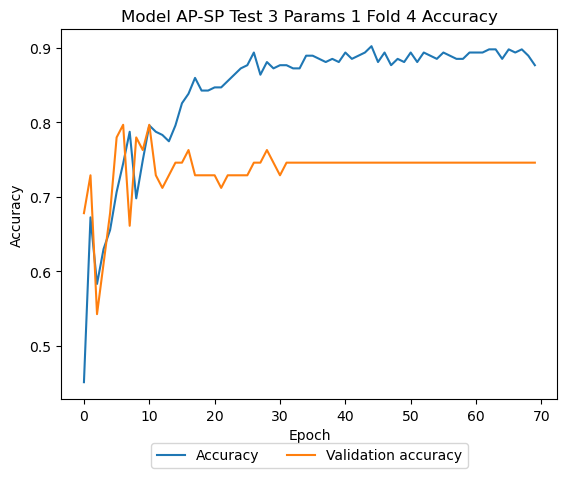 Model AP-SP Test 3 Params 1 Fold 4 Accuracy
Accuracy
0.9
0.8
0.7
0.6
0.5
0 10 20 30 40 50 60 70
Epoch
Accuracy Validation accuracy